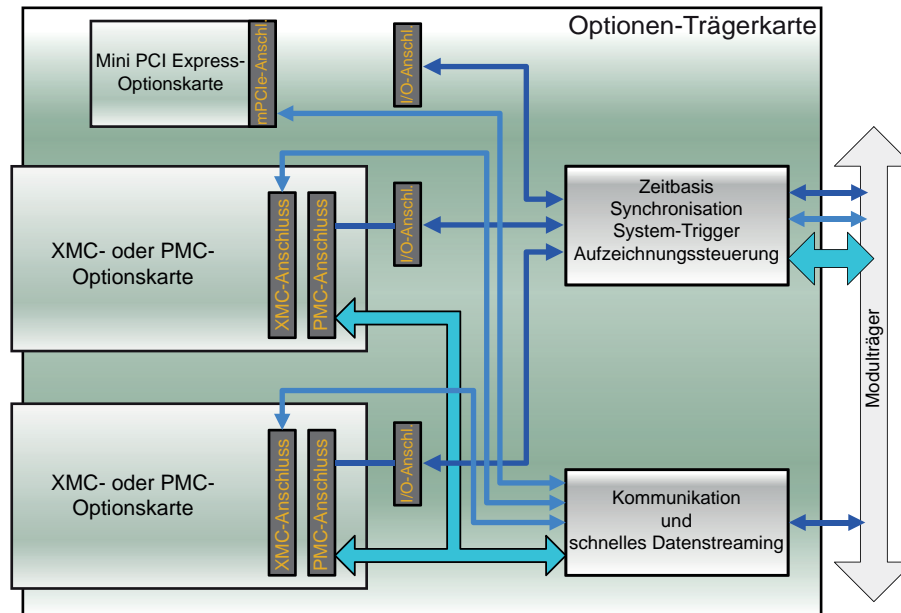 Optionen-Trägerkarte
Mini PCI Express-
Optionskarte
mPCIe-Anschl.
I/O-Anschl.
XMC- oder PMC-
Optionskarte
XMC-Anschluss
PMC-Anschluss
I/O-Anschl.
Zeitbasis
Synchronisation
System-Trigger
Aufzeichnungssteuerung
Modulträger
XMC- oder PMC-
Optionskarte
XMC-Anschluss
PMC-Anschluss
I/O-Anschl.
Kommunikation
und
schnelles Datenstreaming